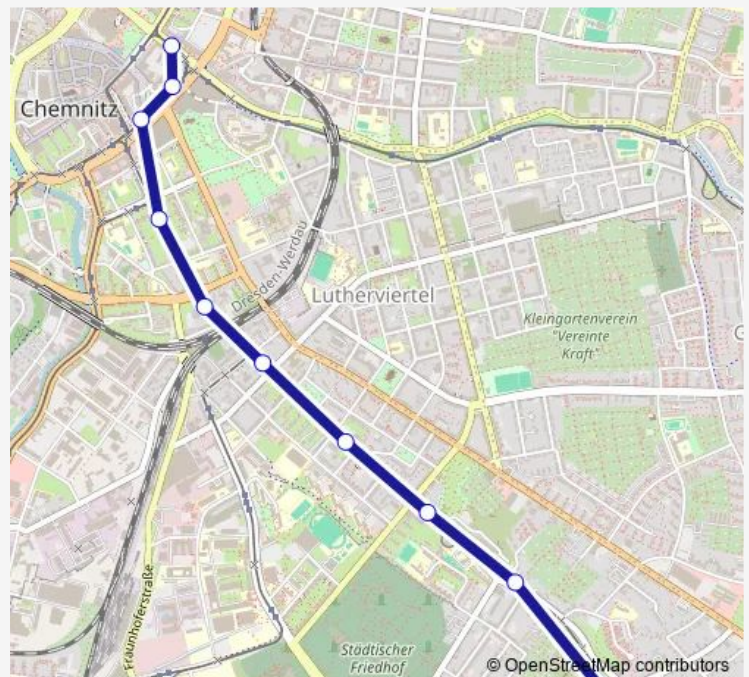 Chemnitz
Dresden-Werdau
Lutherviertel
Kleingartenverein
"Vereinte
Kraft"
Fraunhoferstraße
Städtischer
Friedhof
© OpenStreetMap contributors